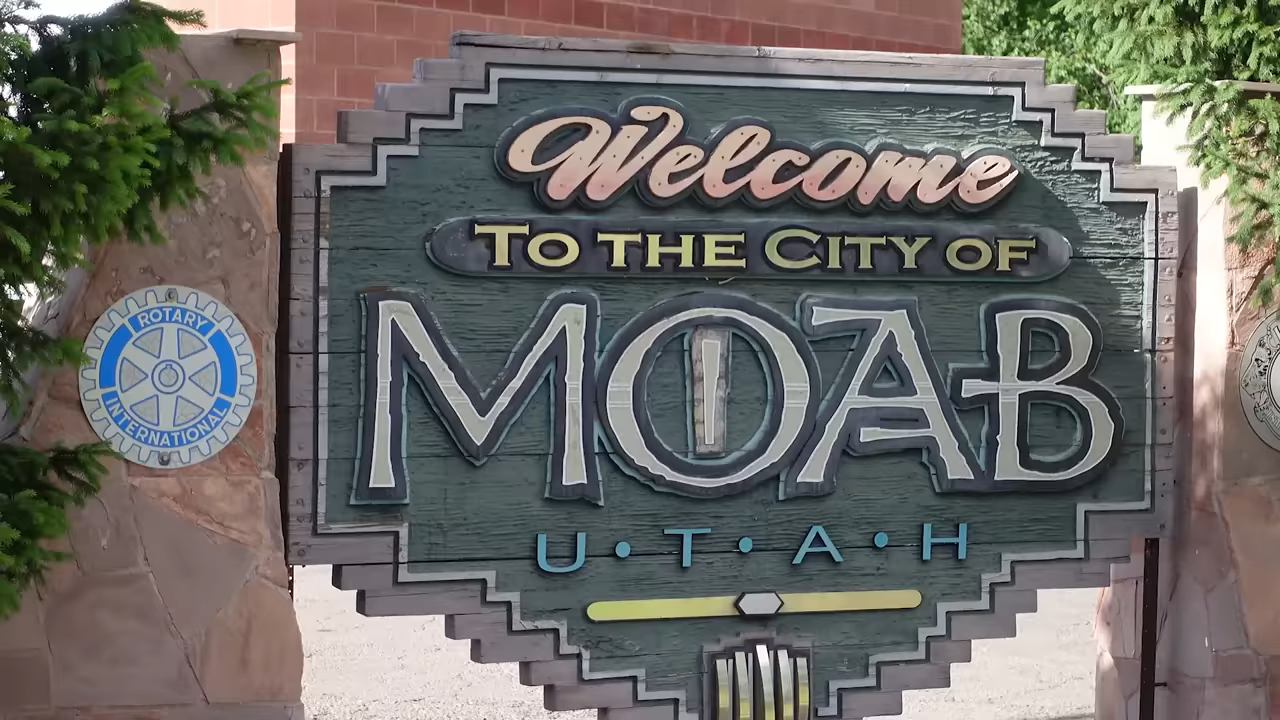 Welcome
TO THE CITY OF
MOAB
U•T•A•H
ROTARY
INTERNATIONAL